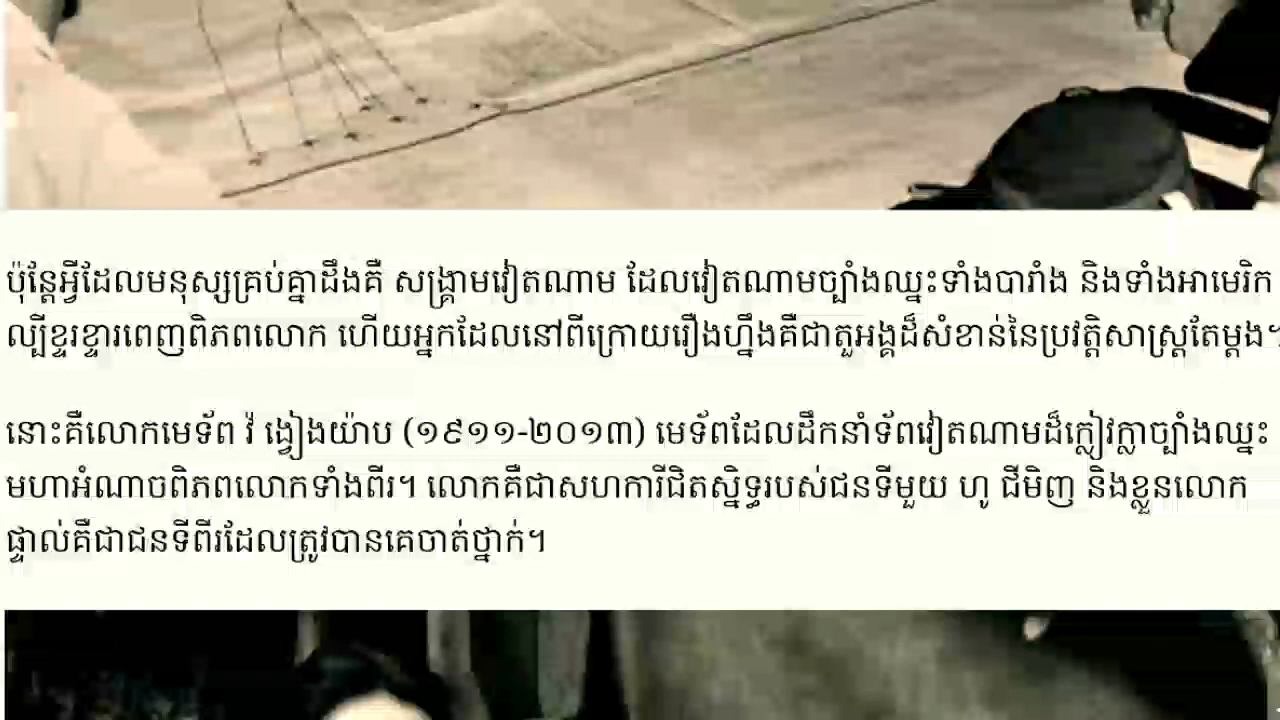 ប៉ុន្តែអ្វីដែលមនុស្សគ្រប់គ្នាដឹងគឺ សង្គ្រាមវៀតណាម ដែលវៀតណាមច្បាំងឈ្នះទាំងបារាំង និងទាំងអាមេរិក
ល្បីខ្ទរខ្ទារពេញពិភពលោក ហើយអ្នកដែលនៅពីក្រោយរឿងហ្នឹងគឺជាតួអង្គដ៏សំខាន់នៃប្រវត្តិសាស្ត្រតែម្តង។
នោះគឺលោកមេទ័ព វ៉ ង្វៀងយ៉ាប (១៩១១-២០១៣) មេទ័ពដែលដឹកនាំទ័ពវៀតណាមដ៏ក្លៀវក្លាច្បាំងឈ្នះ
មហាអំណាចពិភពលោកទាំងពីរ។ លោកគឺជាសហការីជិតស្និទ្ធរបស់ជនទីមួយ ហូ ជីមិញ និងខ្លួនលោក
ផ្ទាល់គឺជាជនទីពីរដែលត្រូវបានគេចាត់ថ្នាក់។